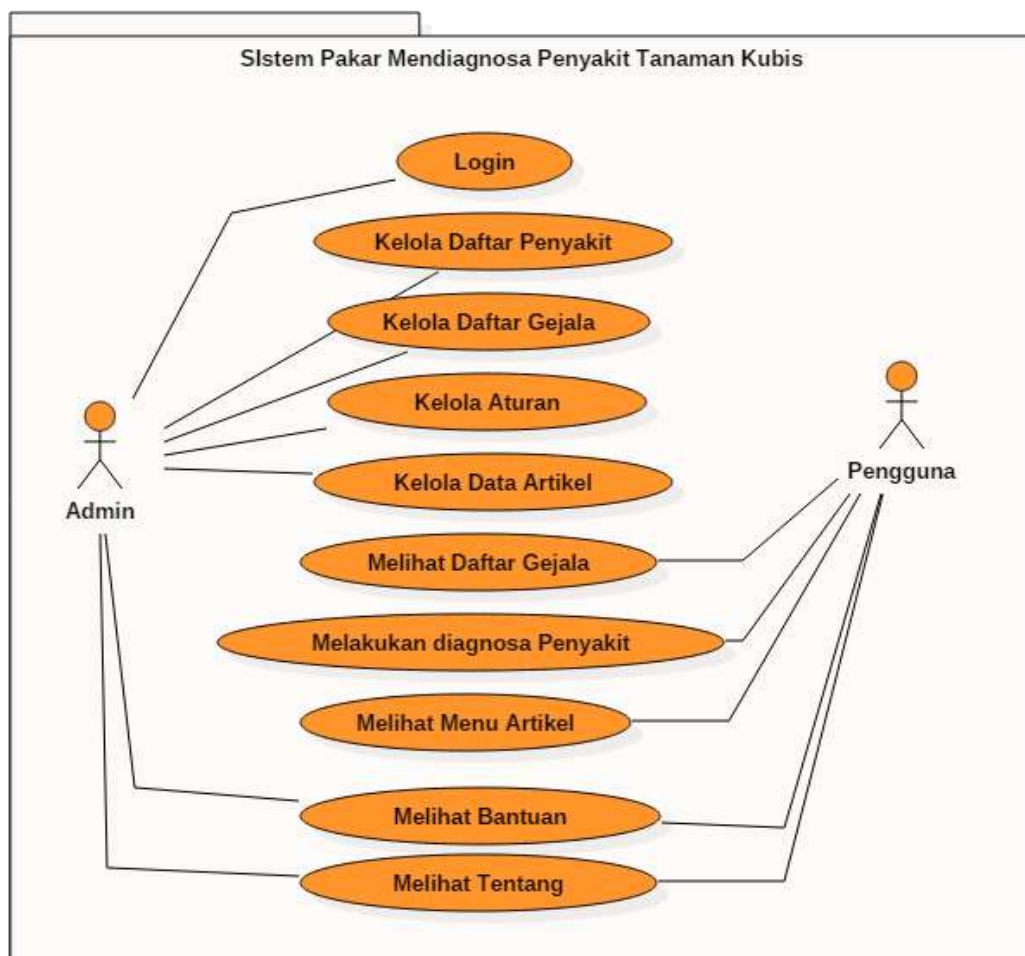 SIstem Pakar Mendiagnosa Penyakit Tanaman Kubis
Login
Kelola Daftar Penyakit
Kelola Daftar Gejala
Kelola Aturan
Kelola Data Artikel
Pengguna
Admin
Melihat Daftar Gejala
Melakukan diagnosa Penyakit
Melihat Menu Artikel
Melihat Bantuan
Melihat Tentang